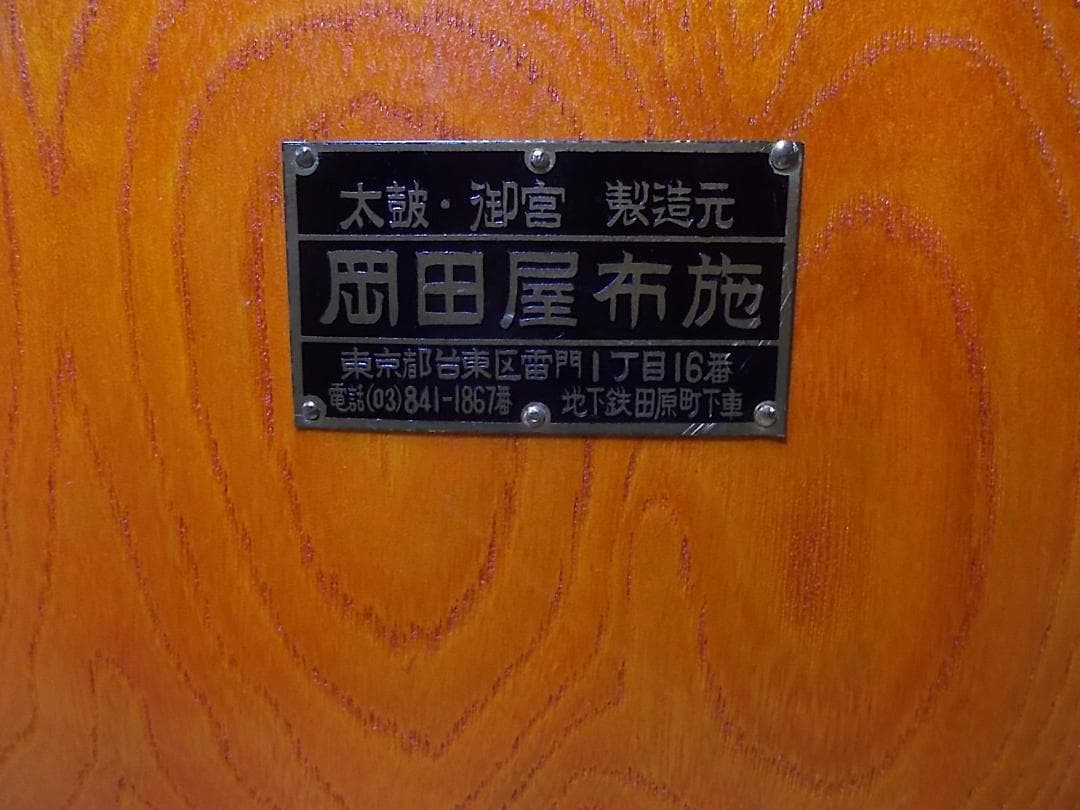 太鼓・御宮 製造元
岡田屋布施
東京都台東区雷門1丁目16番
電話(03)841-1867番 地下鉄田原町下車